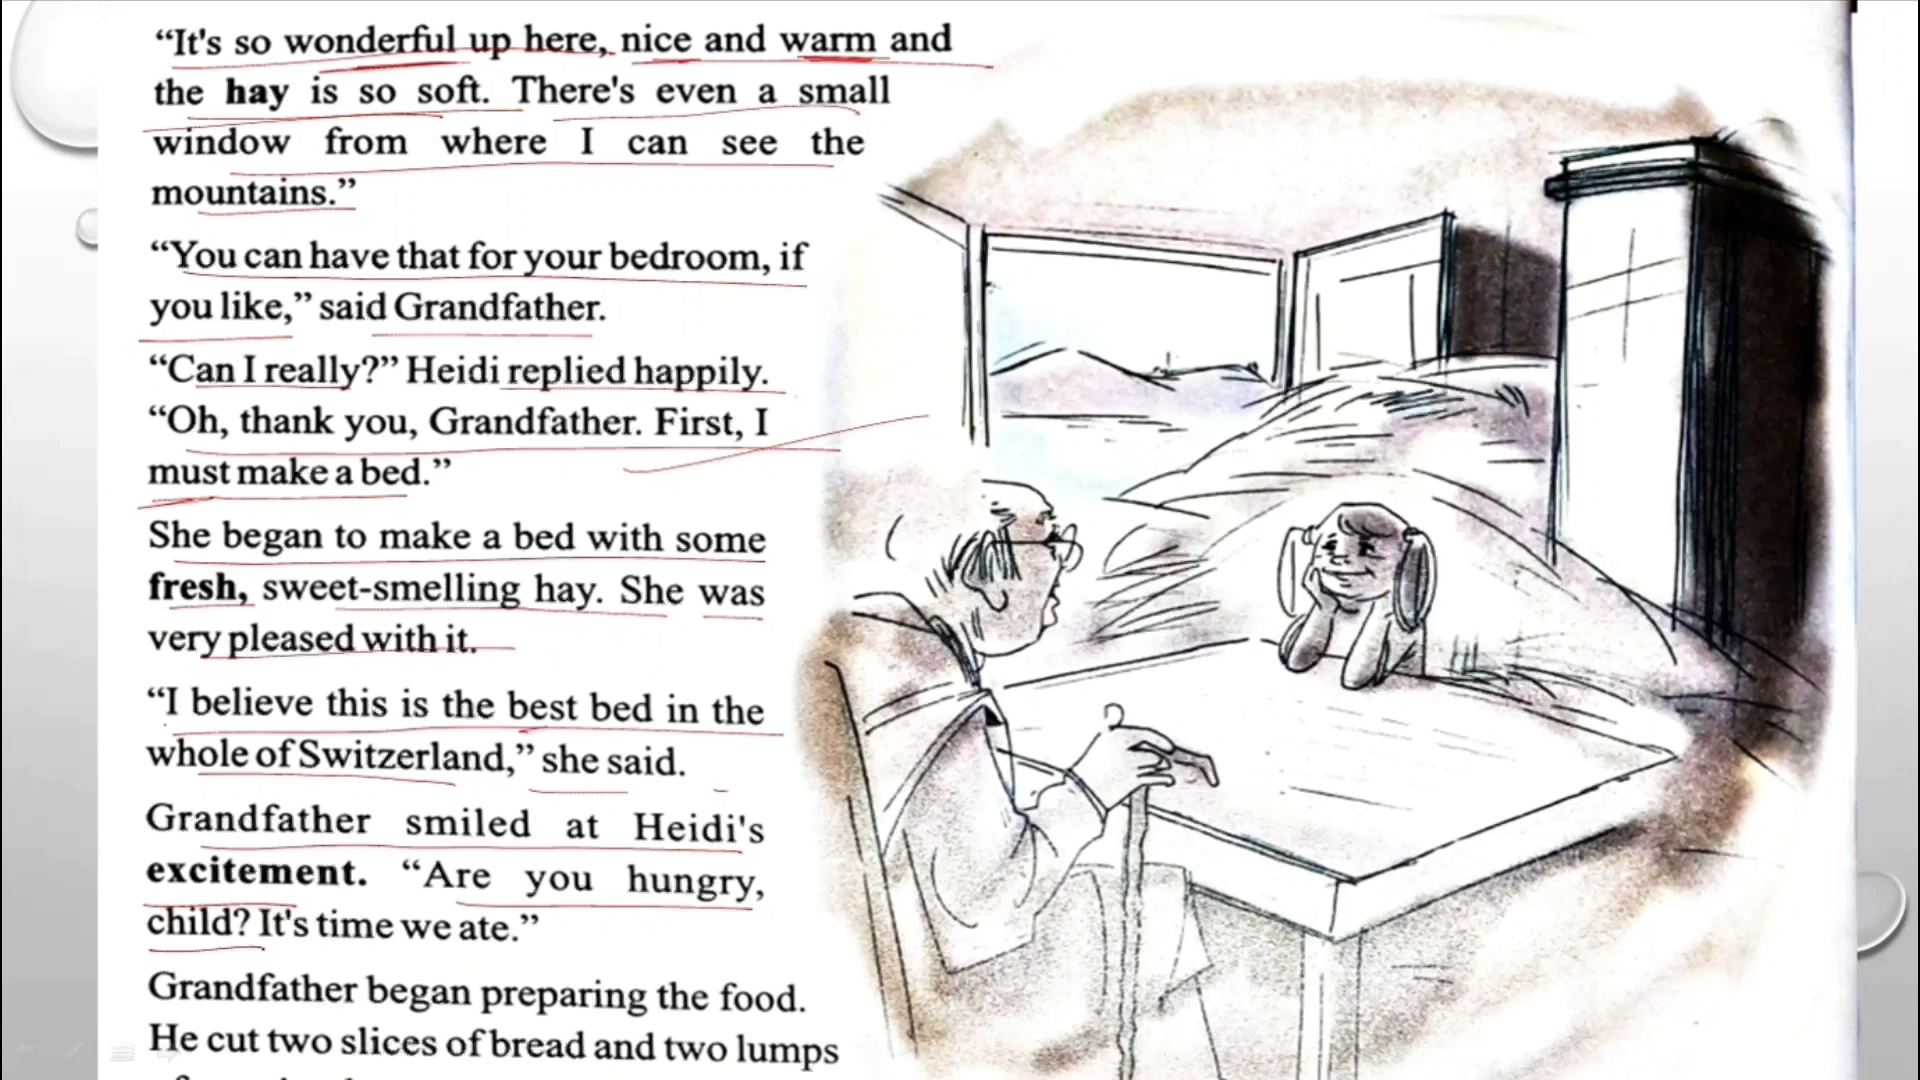 “It's so wonderful up here, nice and warm and
the hay is so soft. There's even a small
window from where I can see the
mountains.”
“You can have that for your bedroom, if
you like,” said Grandfather.
“Can I really?” Heidi replied happily.
“Oh, thank you, Grandfather. First, I
must make a bed.”
She began to make a bed with some
fresh, sweet-smelling hay. She was
very pleased with it.
“I believe this is the best bed in the
whole of Switzerland,” she said.
Grandfather smiled at Heidi's
excitement. “Are you hungry,
child? It's time we ate.”
Grandfather began preparing the food.
He cut two slices of bread and two lumps